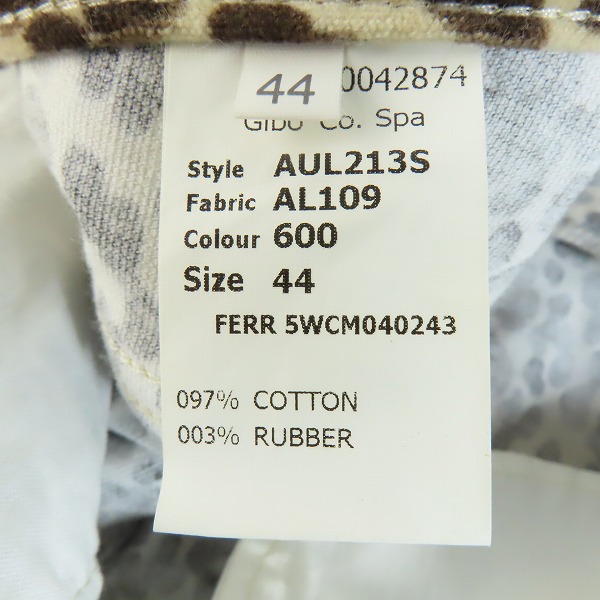 44
0042874
Gibo' Co. Spa
Style AUL213S
Fabric AL109
Colour 600
Size 44
FERR 5WCM040243
097% COTTON
003% RUBBER